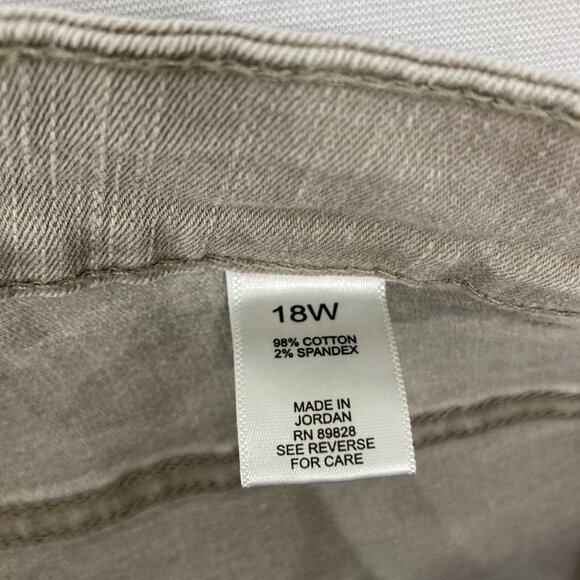 18W
98% COTTON
2% SPANDEX
MADE IN
JORDAN
RN 89828
SEE REVERSE
FOR CARE